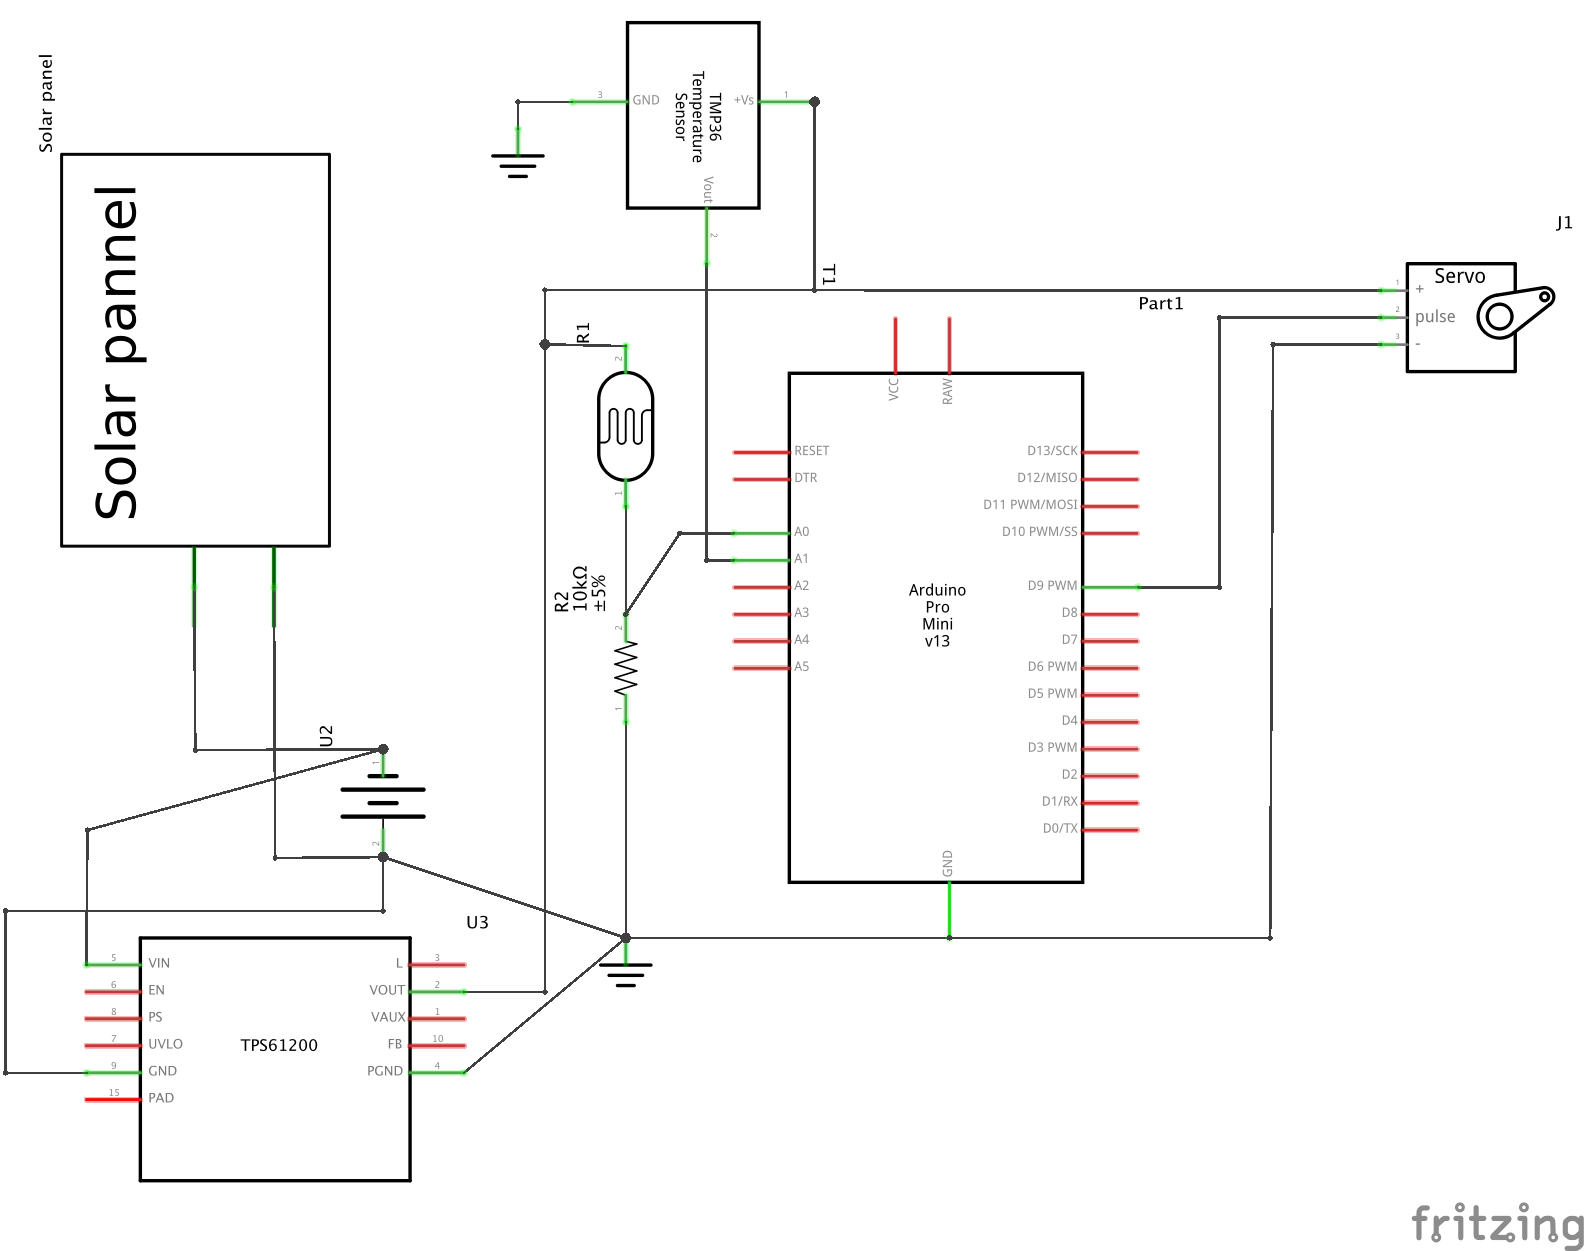 Solar panel
Solar pannel
TMP36
Temperature
Sensor
3
GND
+Vs
1
Vout
2
T1
J1
Servo
1
+
2
pulse
3
-
Part1
R1
2
1
R2
10kΩ
±5%
2
1
VCC
RAW
RESET
DTR
A0
A1
A2
A3
A4
A5
D13/SCK
D12/MISO
D11 PWM/MOSI
D10 PWM/SS
D9 PWM
D8
D7
D6 PWM
D5 PWM
D4
D3 PWM
D2
D1/RX
D0/TX
Arduino
Pro
Mini
v13
GND
U2
1
2
U3
TPS61200
5
VIN
6
EN
8
PS
7
UVLO
9
GND
15
PAD
L
3
VOUT
2
VAUX
1
FB
10
PGND
4
fritzing